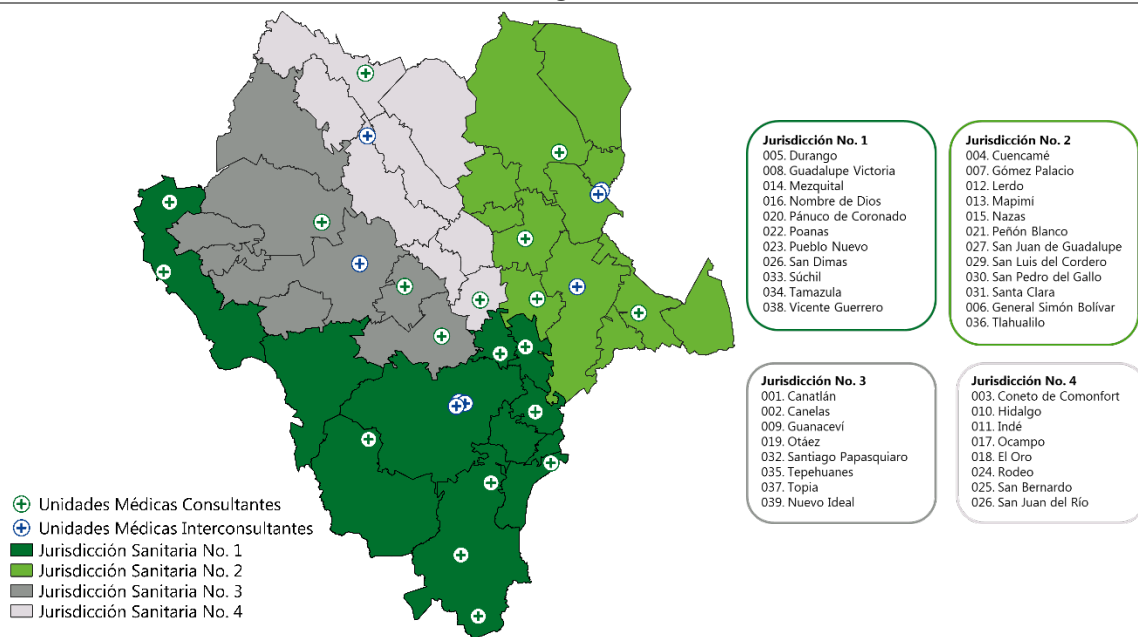 Jurisdicción No. 1
005. Durango
008. Guadalupe Victoria
014. Mezquital
016. Nombre de Dios
020. Pánuco de Coronado
022. Poanas
023. Pueblo Nuevo
026. San Dimas
033. Súchil
034. Tamazula
038. Vicente Guerrero
Jurisdicción No. 2
004. Cuencamé
007. Gómez Palacio
012. Lerdo
013. Mapimí
015. Nazas
021. Peñón Blanco
027. San Juan de Guadalupe
029. San Luis del Cordero
030. San Pedro del Gallo
031. Santa Clara
006. General Simón Bolívar
036. Tlahualilo
Jurisdicción No. 3
001. Canatlán
002. Canelas
009. Guanaceví
019. Otáez
032. Santiago Papasquiaro
035. Tepehuanes
037. Topia
039. Nuevo Ideal
Jurisdicción No. 4
003. Coneto de Comonfort
010. Hidalgo
011. Indé
017. Ocampo
018. El Oro
024. Rodeo
025. San Bernardo
026. San Juan del Río
Unidades Médicas Consultantes
Unidades Médicas Interconsultantes
Jurisdicción Sanitaria No. 1
Jurisdicción Sanitaria No. 2
Jurisdicción Sanitaria No. 3
Jurisdicción Sanitaria No. 4